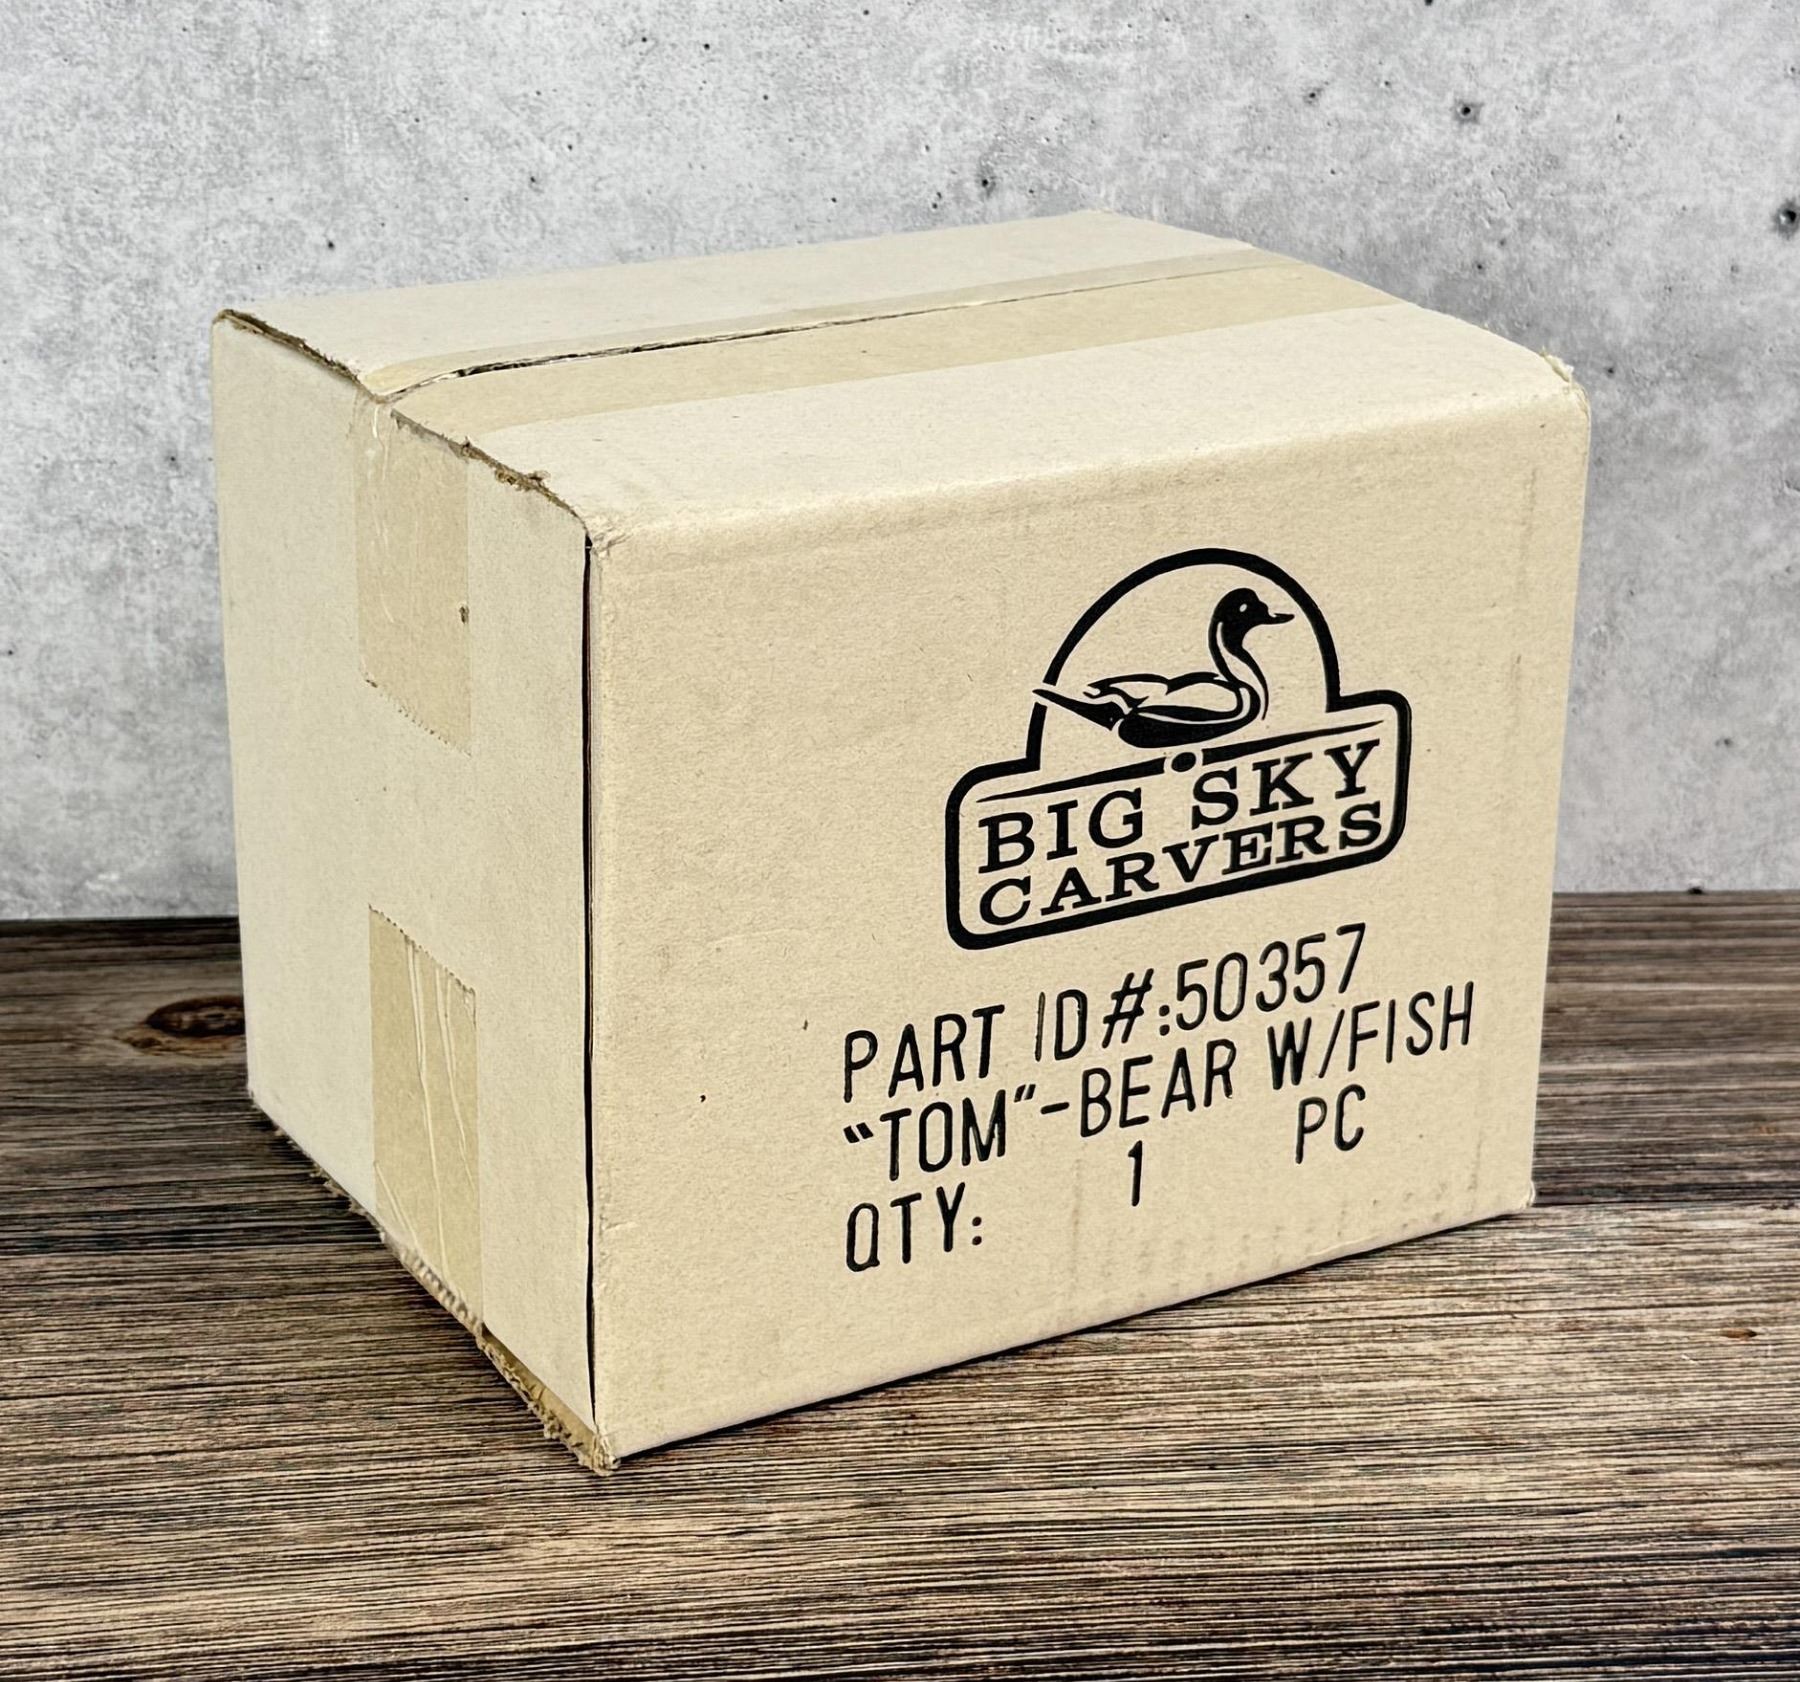 BIG SKY
CARVERS
PART ID#:50357
"TOM"-BEAR W/FISH
QTY: 1 PC